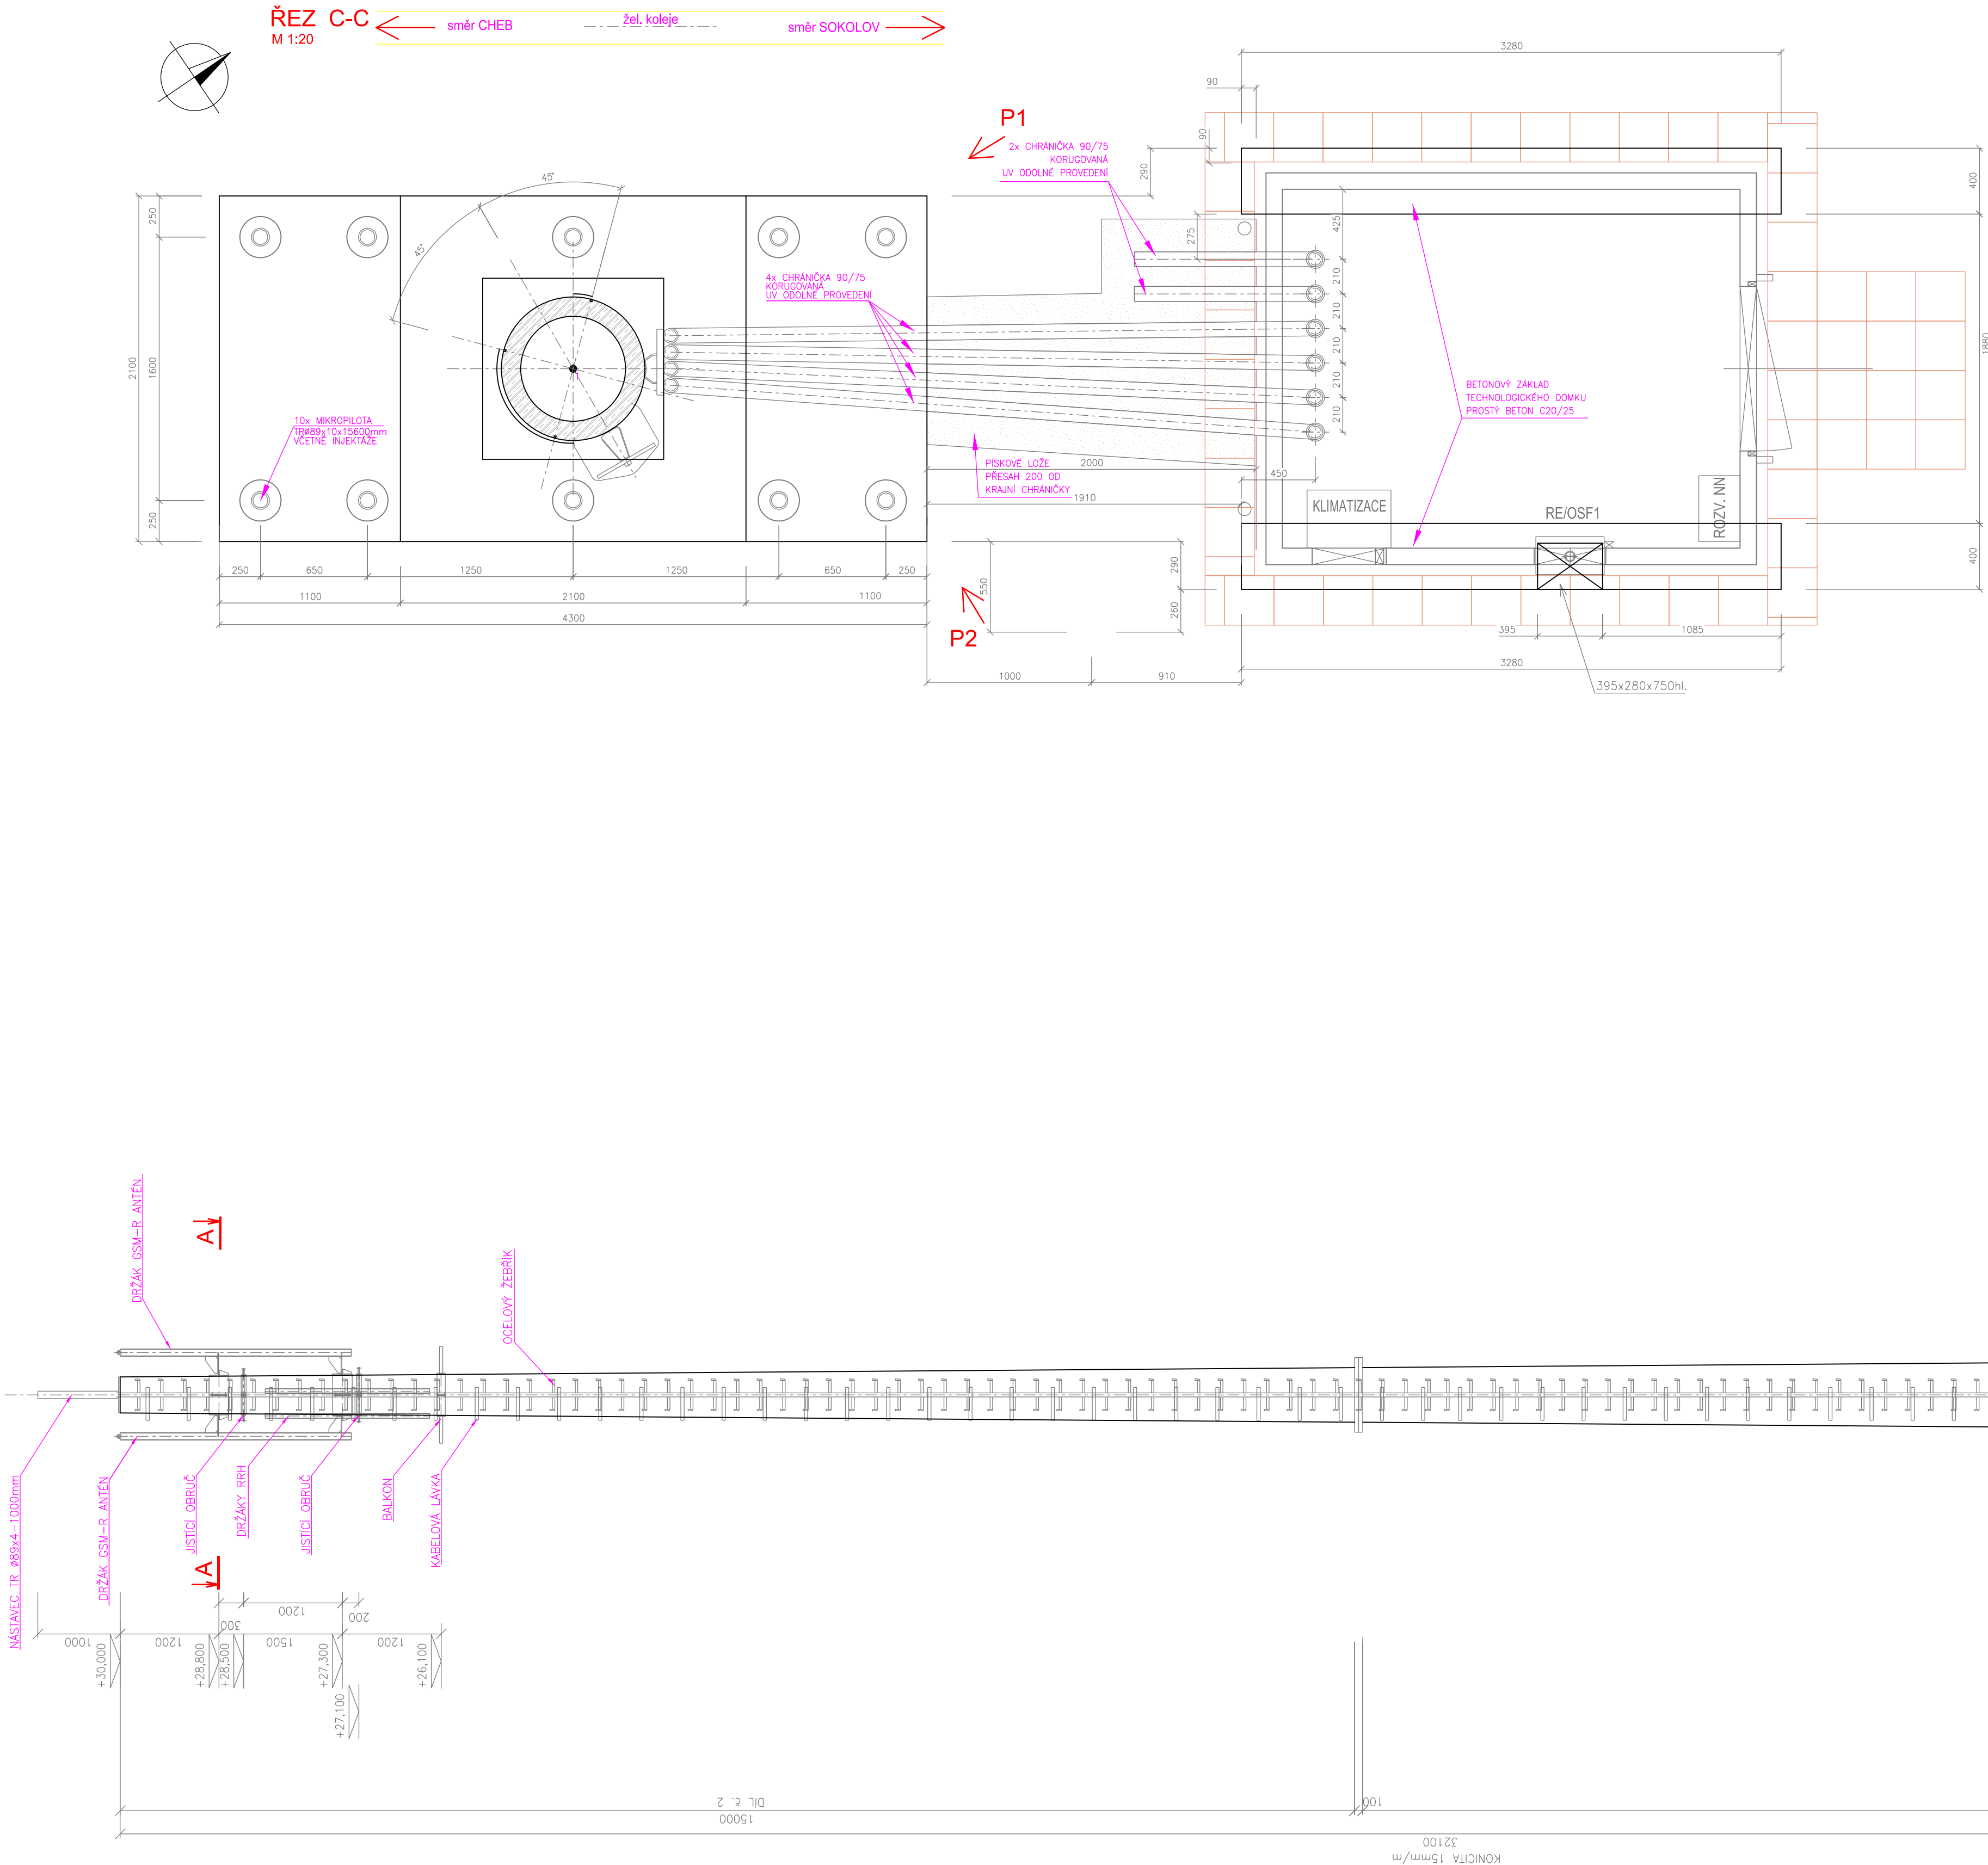 ŘEZ C-C
M 1:20
směr CHEB
žel. koleje
směr SOKOLOV
3280
90
90
290
400
P1
2x CHRÁNIČKA 90/75
KORUGOVANÁ
UV ODOLNÉ PROVEDENÍ
45°
45°
250
2100
1600
250
275
425
210
210
210
210
210
1880
4x CHRÁNIČKA 90/75
KORUGOVANÁ
UV ODOLNÉ PROVEDENÍ
10x MIKROPILOTA
TRø89x10x15600mm
VČETNĚ INJEKTÁŽE
BETONOVÝ ZÁKLAD
TECHNOLOGICKÉHO DOMKU
PROSTÝ BETON C20/25
PÍSKOVÉ LOŽE
PŘESAH 200 OD
KRAJNÍ CHRÁNIČKY
2000
1910
450
KLIMATIZACE
RE/OSF1
ROZV. NN
400
250
650
1250
1250
650
250
1100
2100
1100
4300
550
290
260
P2
395
1085
3280
1000
910
395x280x750hl.
DRŽÁK GSM-R ANTÉN
A
OCELOVÝ ŽEBŘÍK
NÁSTAVEC TR ø89x4-1000mm
DRŽÁK GSM-R ANTÉN
JISTÍCÍ OBRUČ
DRŽÁKY RRH
JISTÍCÍ OBRUČ
BALKON
KABELOVÁ LÁVKA
A
1200
200
300
1000
1200
1500
1200
+30,000
+28,800
+28,500
+27,300
+27,100
+26,100
DÍL č. 2
15000
100
32100
KONICITA 15mm/m